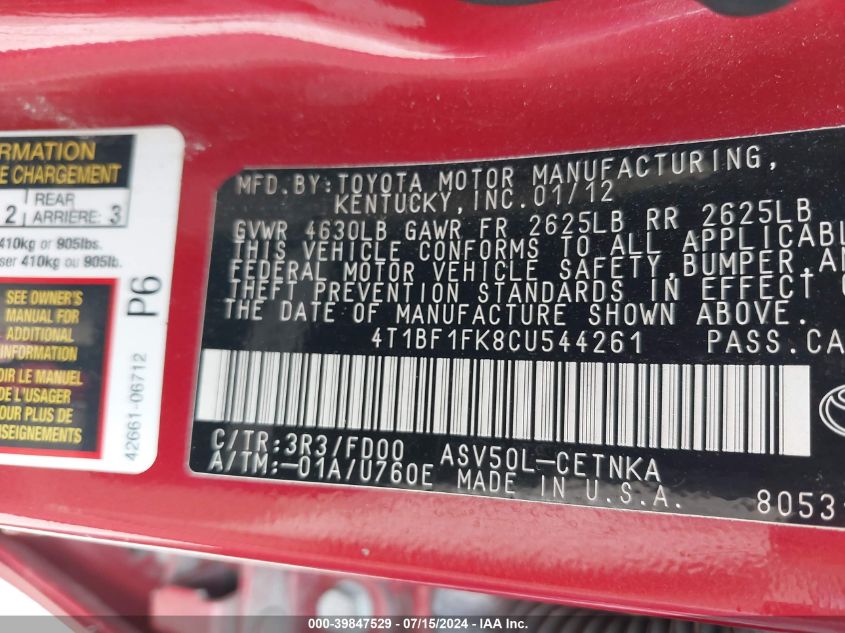 RMATION
E CHARGEMENT
2 REAR ARRIÈRE: 3
410kg or 905lbs.
ser 410kg ou 905lb.
SEE OWNER'S
MANUAL FOR
ADDITIONAL
INFORMATION
OIR LE MANUEL
DE L'USAGER
POUR PLUS DE
NSEIGNEMENTS
P6
42661-06712
MFD.BY:TOYOTA MOTOR MANUFACTURING,
KENTUCKY, INC.01/12
GVWR 4630LB GAWR FR 2625LB RR 2625LB
THIS VEHICLE CONFORMS TO ALL APPLICABL
FEDERAL MOTOR VEHICLE SAFETY,BUMPER,AN
THEFT PREVENTION STANDARDS IN EFFECT
THE DATE OF MANUFACTURE SHOWN ABOVE.
4T1BF1FK8CU544261 PASS.CA
C/TR:3R3/FD00 ASV50L-CETNKA
A/TM:-01A/U760E MADE IN U.S.A.
8053
000-39847529 - 07/15/2024 - IAAI.com